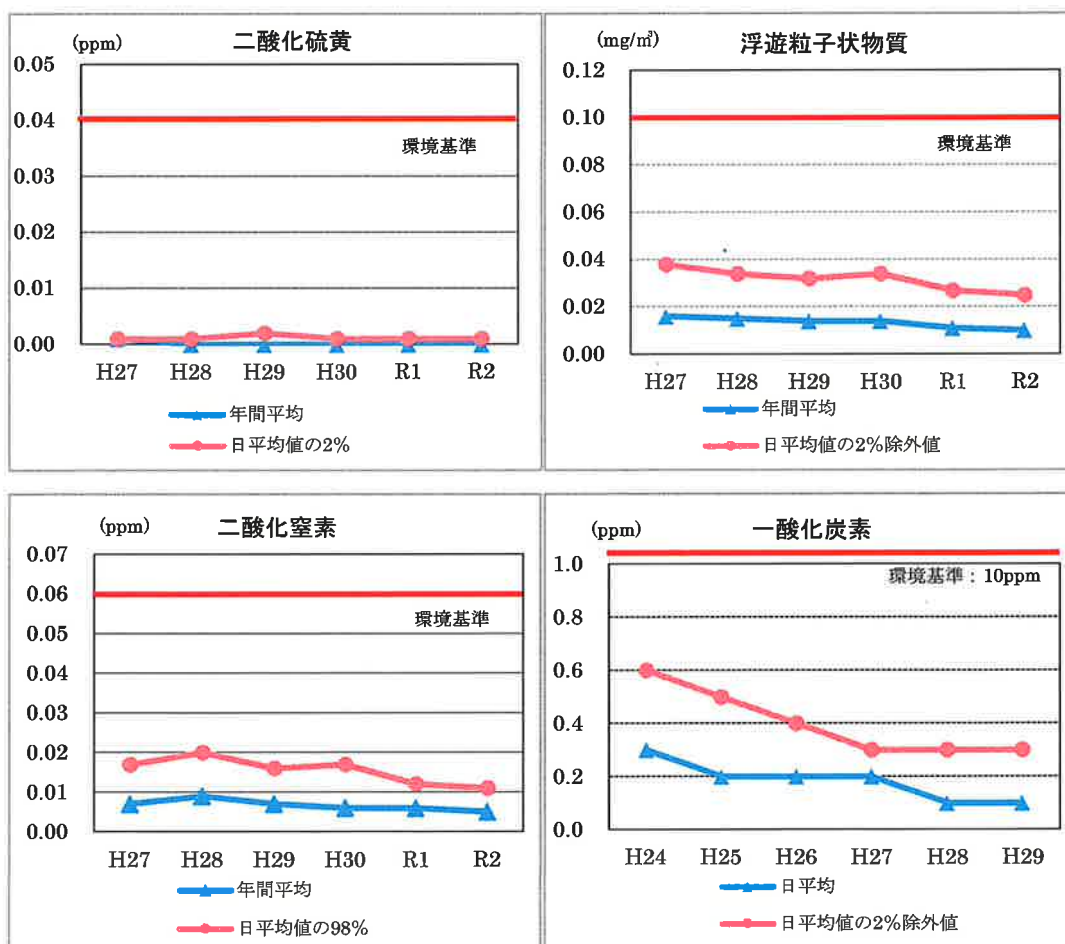 二酸化硫黄
(ppm)
0.05
0.04
環境基準
0.03
0.02
0.01
0.00
H27 H28 H29 H30 R1 R2
年間平均
日平均値の2%
浮遊粒子状物質
(mg/㎥)
0.12
0.10
環境基準
0.08
0.06
0.04
0.02
0.00
H27 H28 H29 H30 R1 R2
年間平均
日平均値の2%除外値
二酸化窒素
(ppm)
0.07
0.06
環境基準
0.05
0.04
0.03
0.02
0.01
0.00
H27 H28 H29 H30 R1 R2
年間平均
日平均値の98%
一酸化炭素
(ppm)
1.0
環境基準：10ppm
0.8
0.6
0.4
0.2
0.0
H24 H25 H26 H27 H28 H29
日平均
日平均値の2%除外値